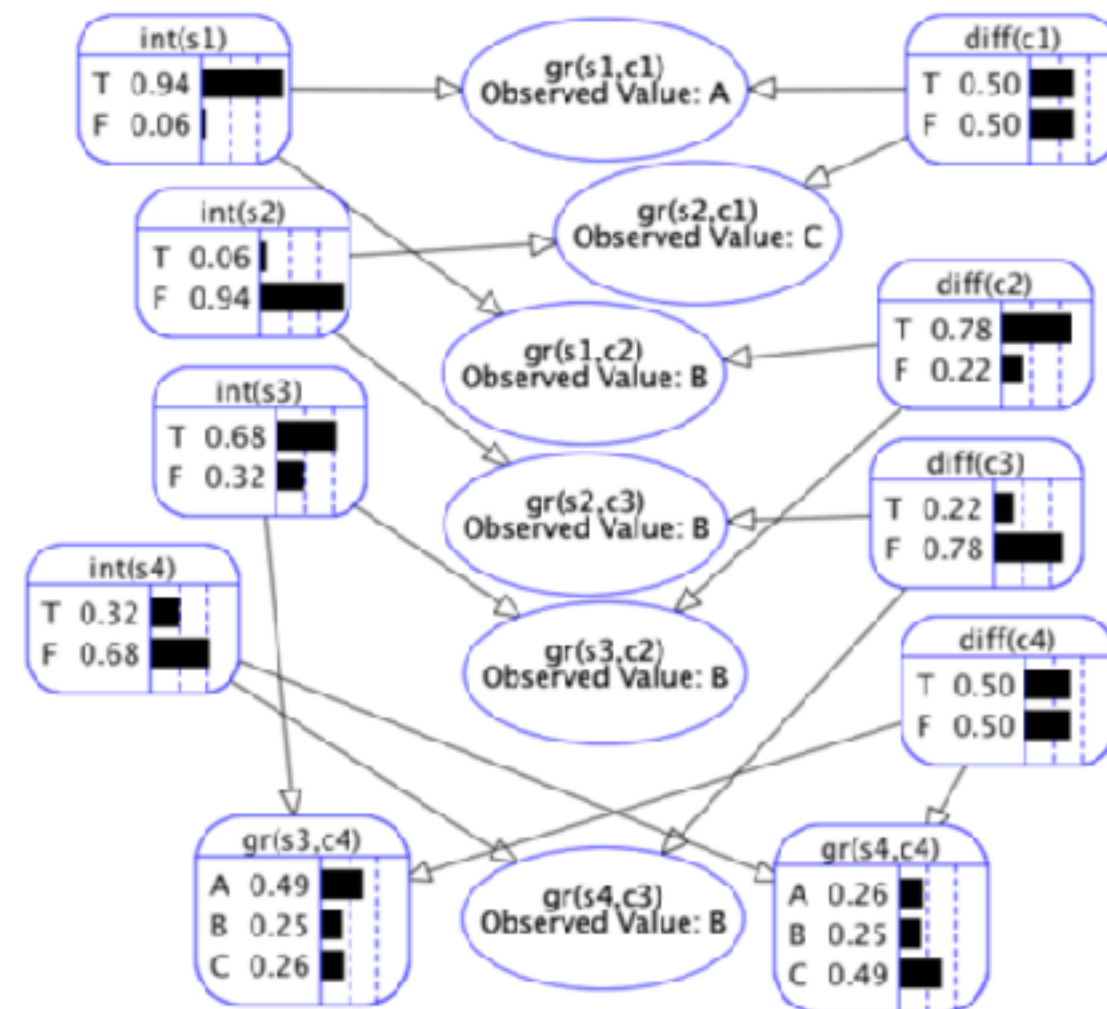 int(s1)
T 0.94
F 0.06
gr(s1,c1)
Observed Value: A
diff(c1)
T 0.50
F 0.50
int(s2)
T 0.06
F 0.94
gr(s2,c1)
Observed Value: C
diff(c2)
T 0.78
F 0.22
gr(s1,c2)
Observed Value: B
int(s3)
T 0.68
F 0.32
diff(c3)
T 0.22
F 0.78
gr(s2,c3)
Observed Value: B
int(s4)
T 0.32
F 0.68
gr(s3,c2)
Observed Value: B
diff(c4)
T 0.50
F 0.50
gr(s3,c4)
A 0.49
B 0.25
C 0.26
gr(s4,c3)
Observed Value: B
gr(s4,c4)
A 0.26
B 0.25
C 0.49